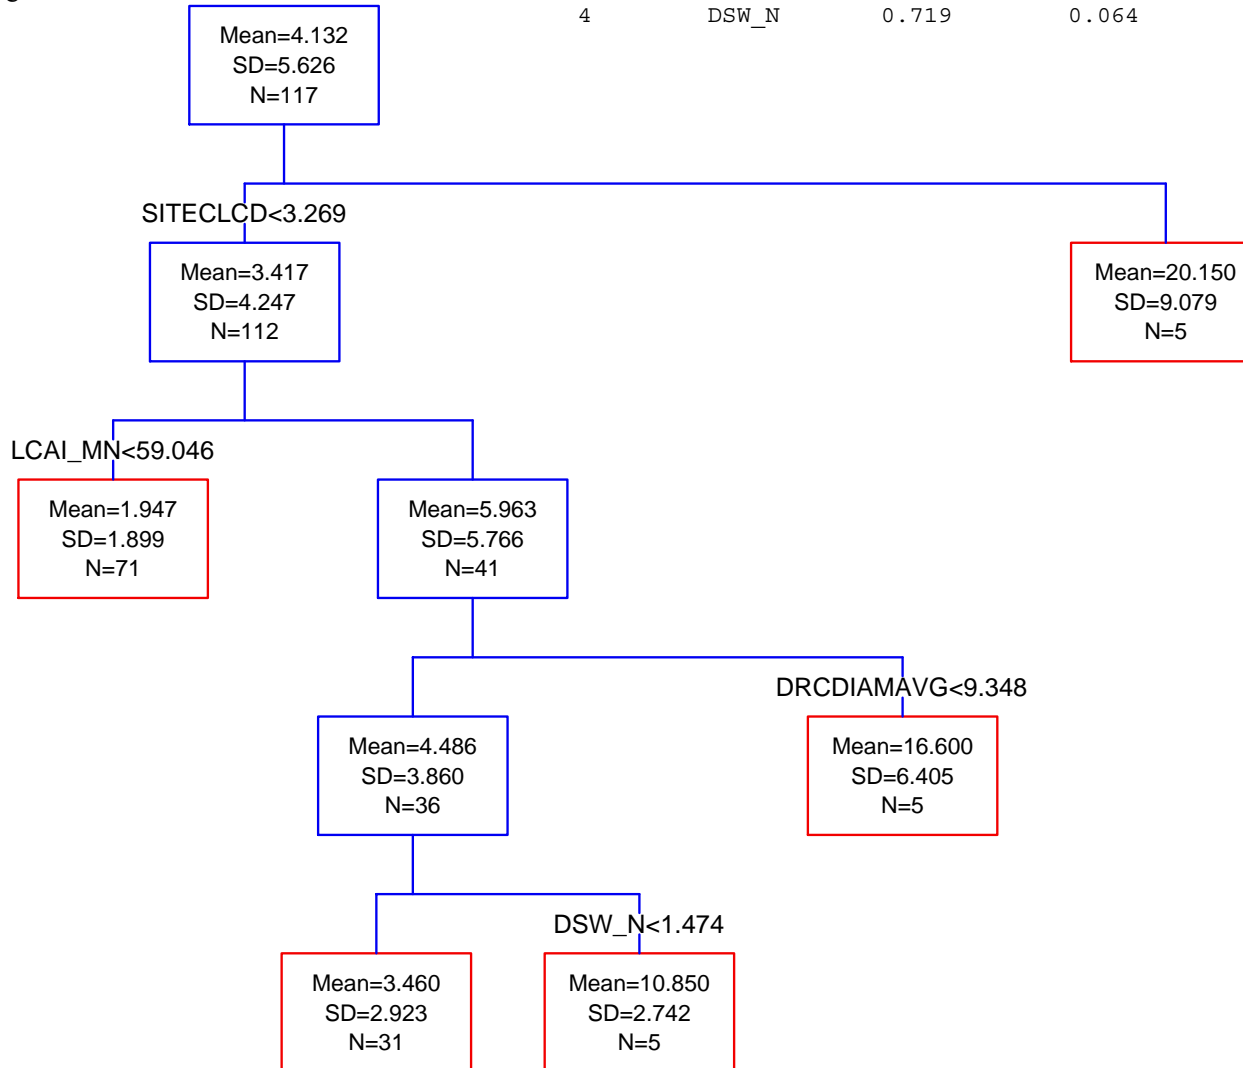 g
4 DSW_N 0.719 0.064
Mean=4.132
SD=5.626
N=117
SITECLCD<3.269
Mean=3.417
SD=4.247
N=112
Mean=20.150
SD=9.079
N=5
LCAI_MN<59.046
Mean=1.947
SD=1.899
N=71
Mean=5.963
SD=5.766
N=41
DRCDIAMAVG<9.348
Mean=4.486
SD=3.860
N=36
Mean=16.600
SD=6.405
N=5
DSW_N<1.474
Mean=3.460
SD=2.923
N=31
Mean=10.850
SD=2.742
N=5